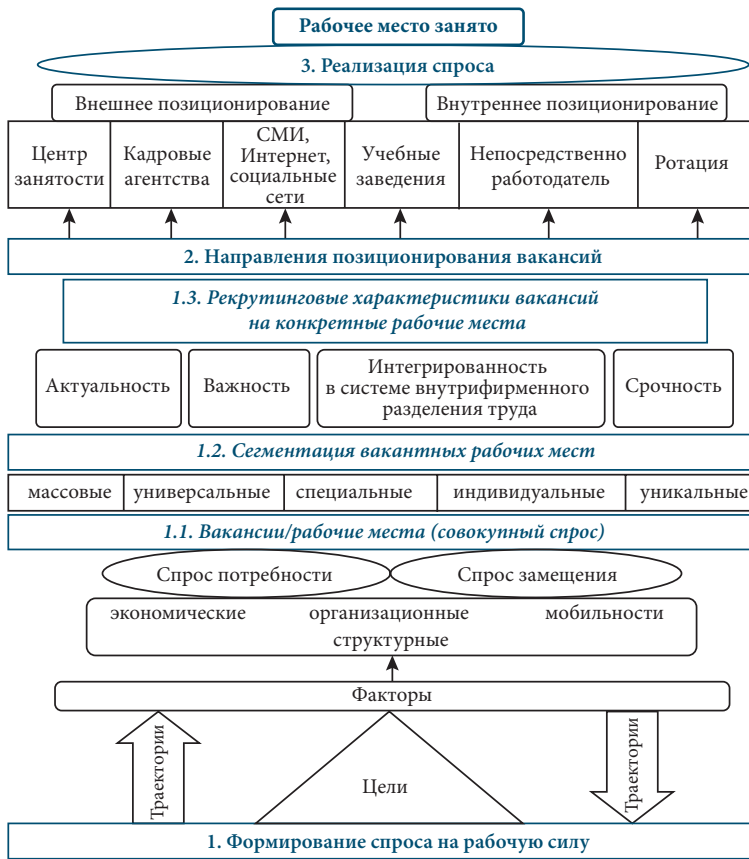 Рабочее место занято
3. Реализация спроса
Внешнее позиционирование
Внутреннее позиционирование
Центр
занятости
Кадровые
агентства
СМИ,
Интернет,
социальные
сети
Учебные
заведения
Непосредственно
работодатель
Ротация
2. Направления позиционирования вакансий
1.3. Рекрутинговые характеристики вакансий
на конкретные рабочие места
Актуальность
Важность
Интегрированность
в системе внутрифирменного
разделения труда
Срочность
1.2. Сегментация вакантных рабочих мест
массовые
универсальные
специальные
индивидуальные
уникальные
1.1. Вакансии/рабочие места (совокупный спрос)
Спрос потребности
Спрос замещения
экономические организационные мобильности
структурные
Факторы
Траектории
Цели
Траектории
1. Формирование спроса на рабочую силу